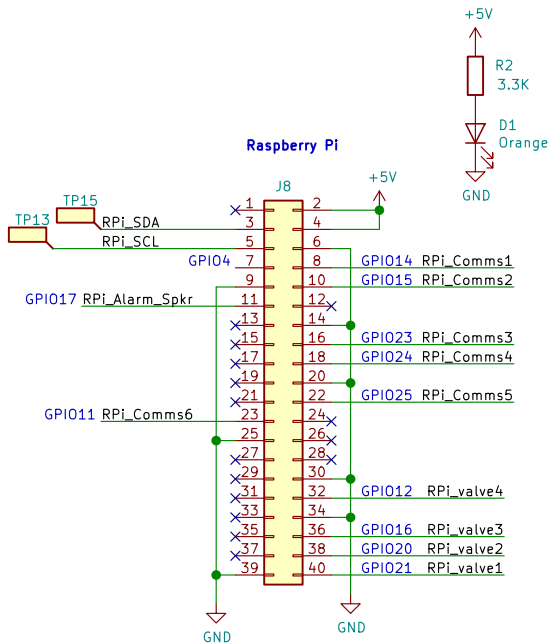 +5V
R2
3.3K
D1
Orange
GND
Raspberry Pi
J8
+5V
TP15
TP13
RPi_SDA
RPi_SCL
GPIO4
GPIO17 RPi_Alarm_Spkr
GPIO11 RPi_Comms6
1 2
3 4
5 6
7 8
9 10
11 12
13 14
15 16
17 18
19 20
21 22
23 24
25 26
27 28
29 30
31 32
33 34
35 36
37 38
39 40
GPIO14 RPi_Comms1
GPIO15 RPi_Comms2
GPIO23 RPi_Comms3
GPIO24 RPi_Comms4
GPIO25 RPi_Comms5
GPIO12 RPi_valve4
GPIO16 RPi_valve3
GPIO20 RPi_valve2
GPIO21 RPi_valve1
GND
GND